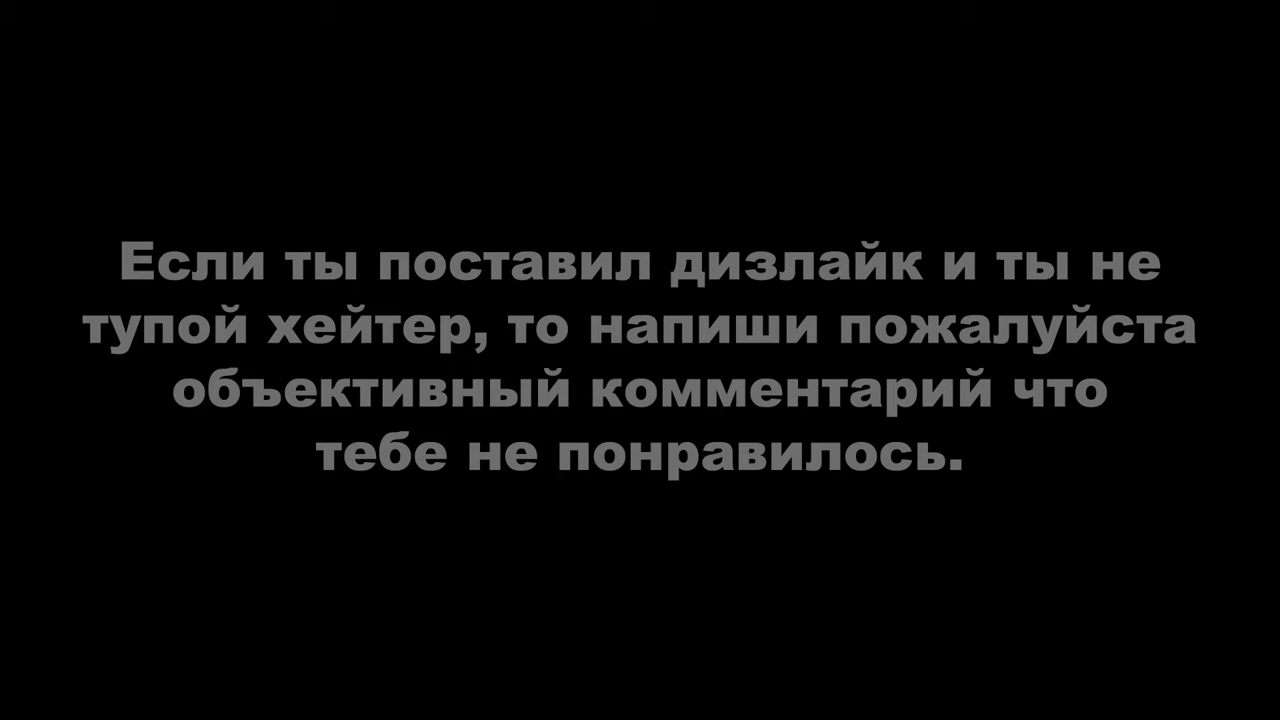 Если ты поставил дизлайк и ты не
тупой хейтер, то напиши пожалуйста
объективный комментарий что
тебе не понравилось.